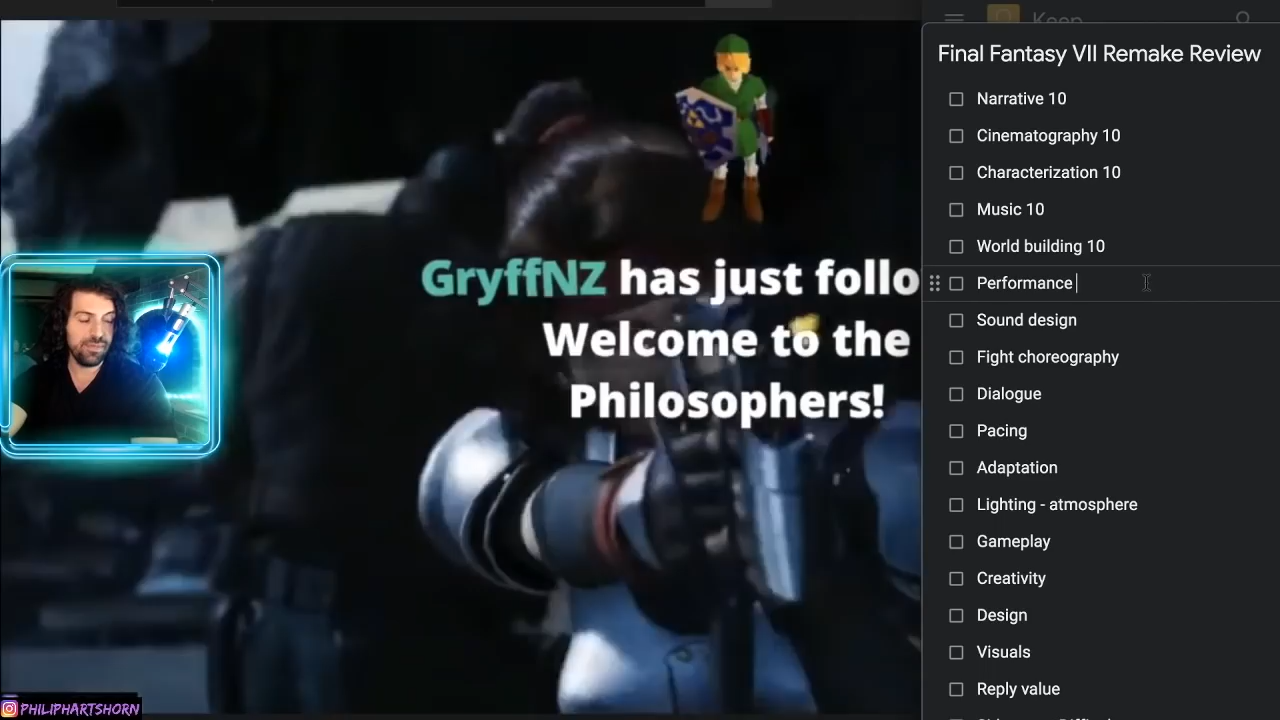 Keep
Final Fantasy VII Remake Review
Narrative 10
Cinematography 10
Characterization 10
Music 10
World building 10
Performance
Sound design
Fight choreography
Dialogue
Pacing
Adaptation
Lighting - atmosphere
Gameplay
Creativity
Design
Visuals
Reply value
GryffNZ has just follo
Welcome to the
Philosophers!
PHILIPHARTSHORN